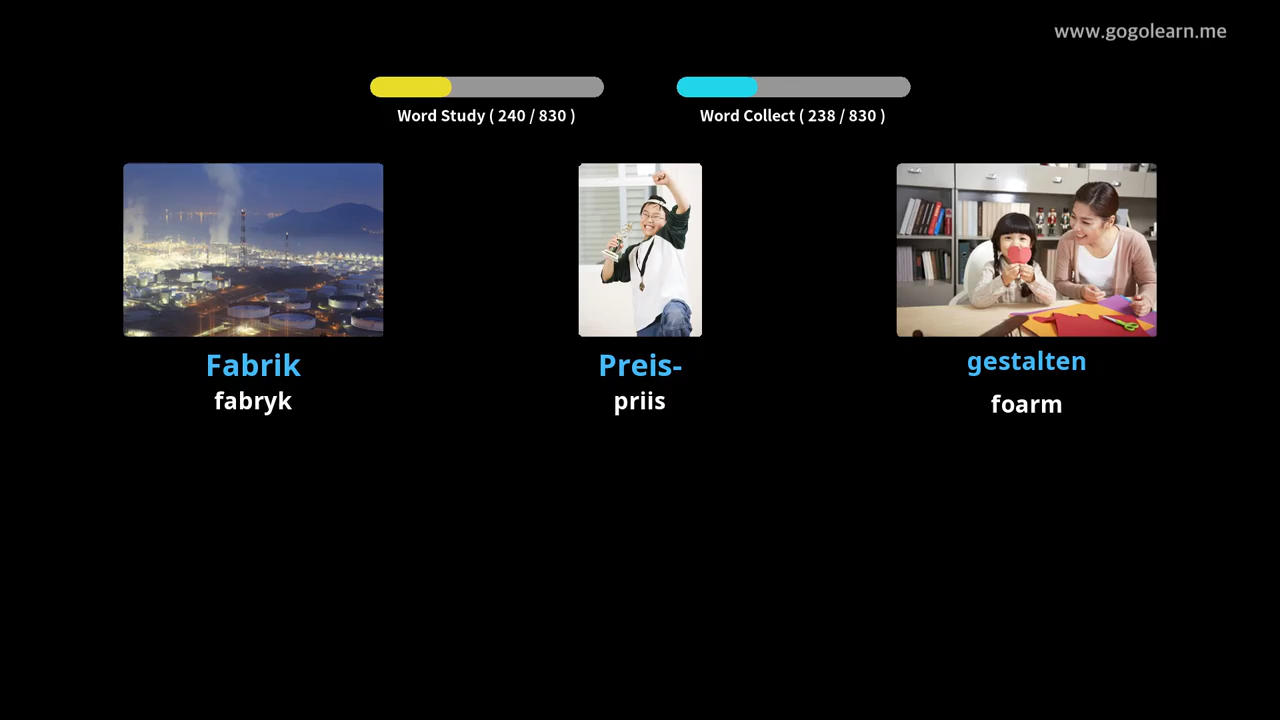 www.gogolearn.me
Word Study ( 240 / 830 )
Word Collect ( 238 / 830 )
Fabrik
fabryk
Preis-
priis
gestalten
foarm